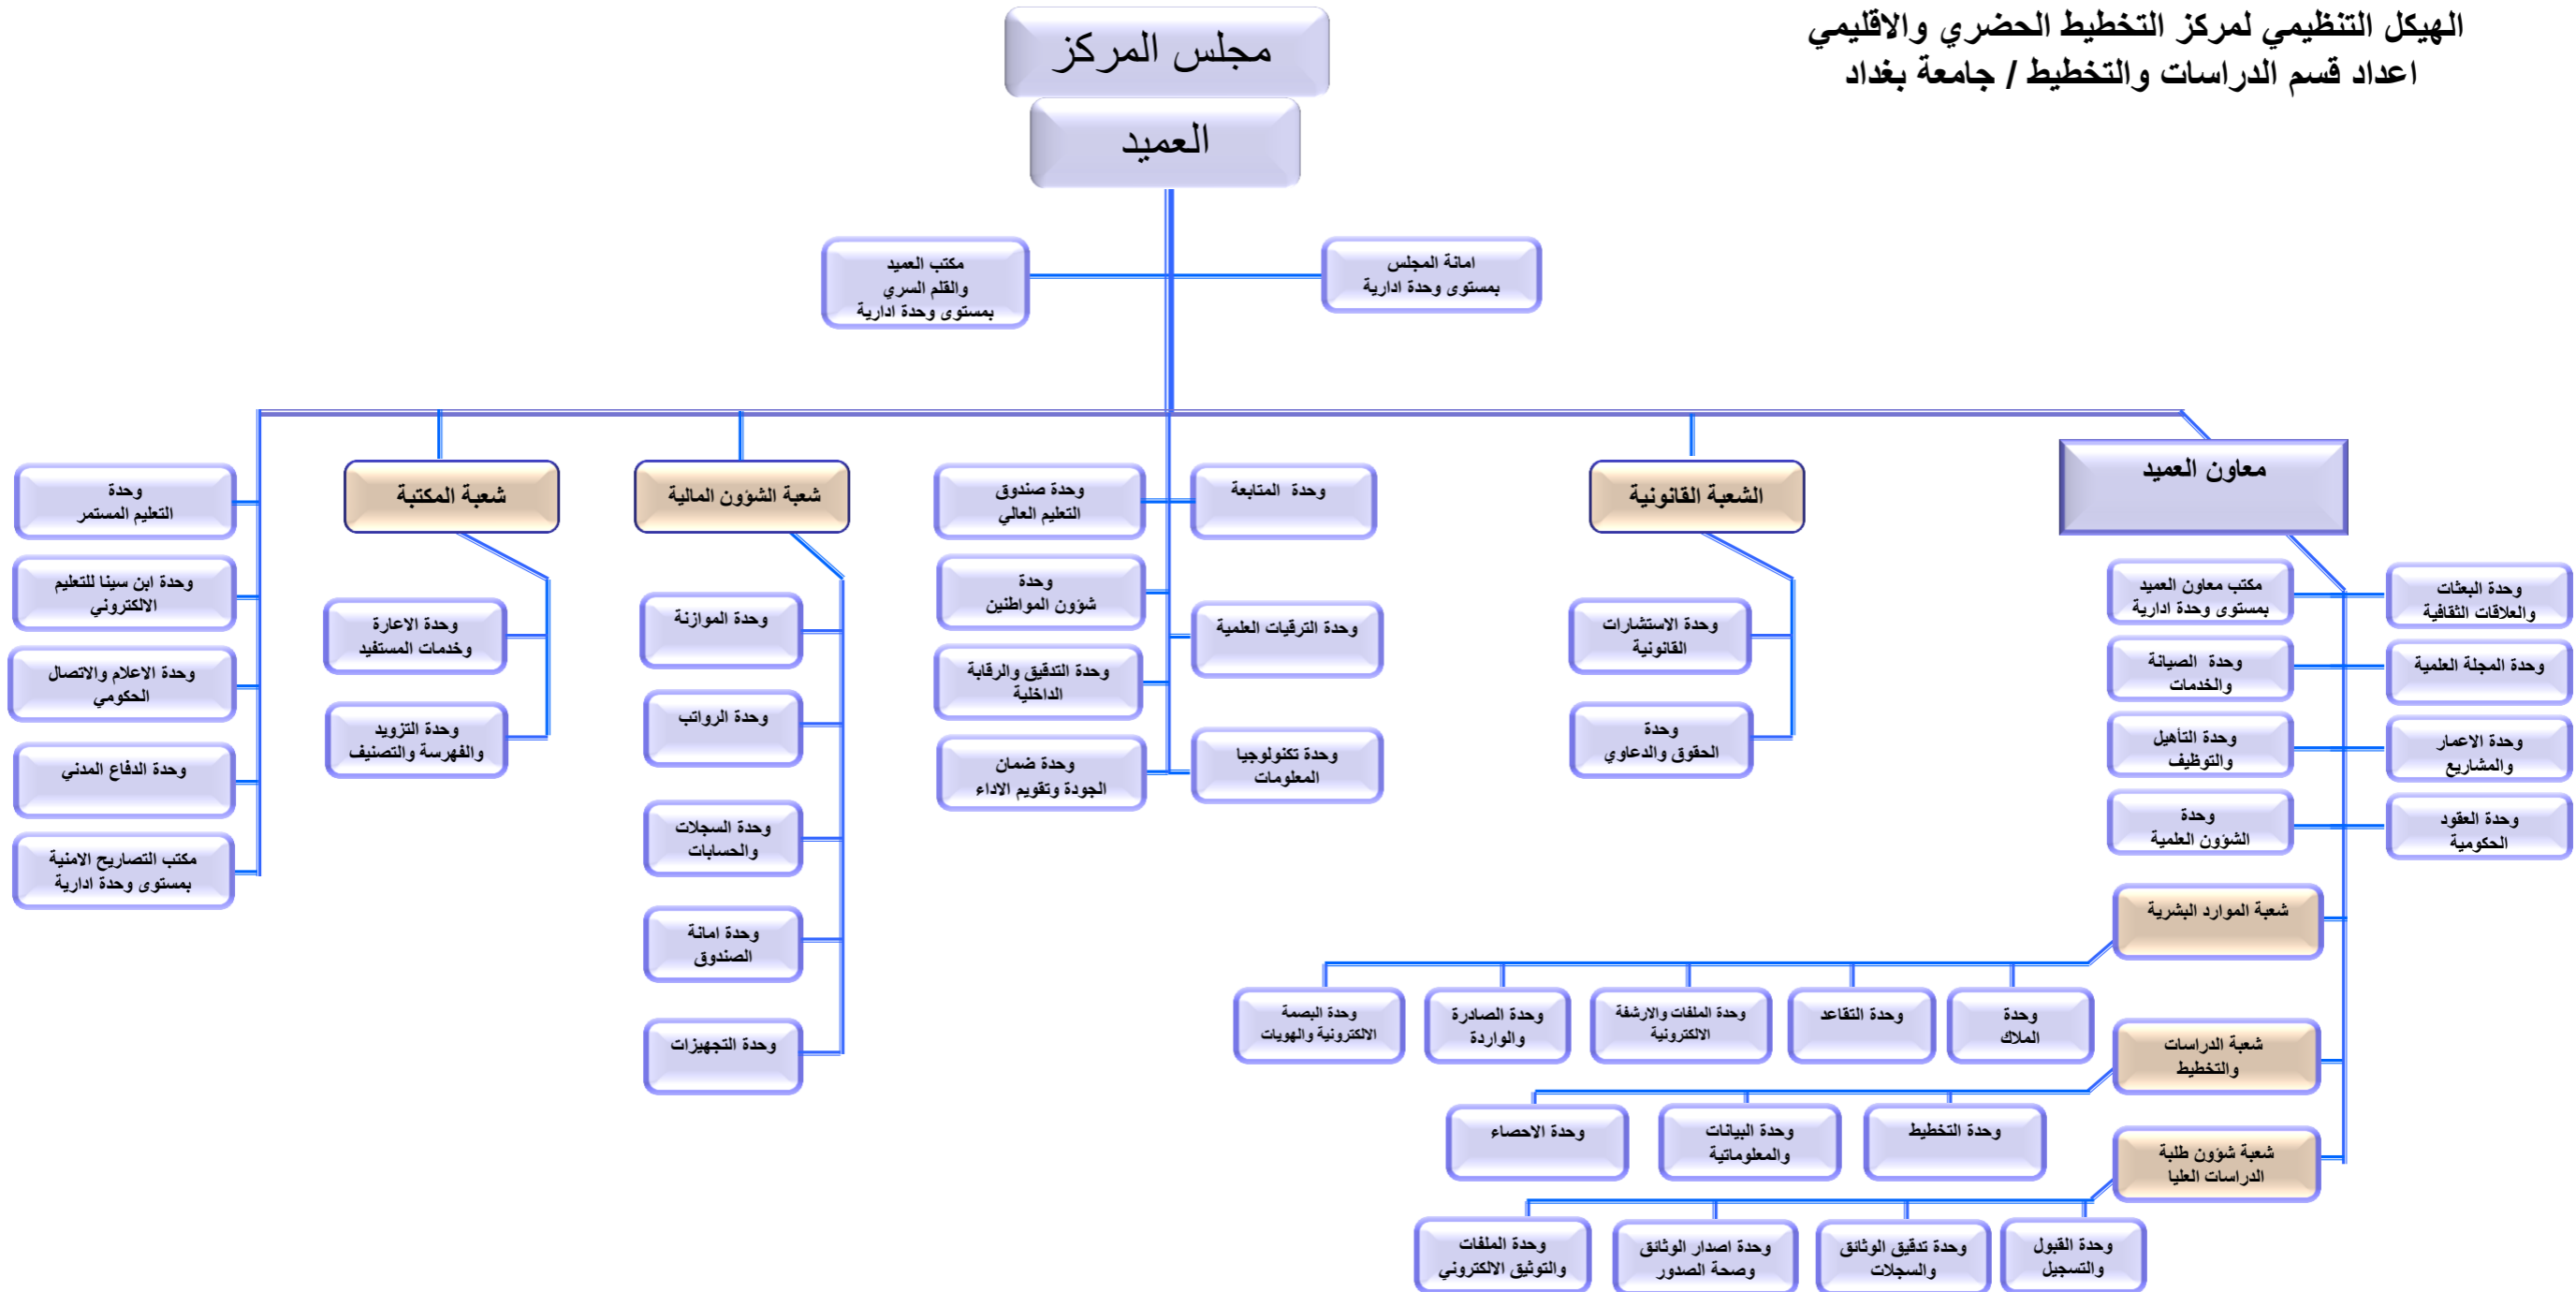 الهيكل التنظيمي لمركز التخطيط الحضري والاقليمي
اعداد قسم الدراسات والتخطيط / جامعة بغداد
مجلس المركز
العميد
امانة المجلس
بمستوى وحدة ادارية
مكتب العميد
والقلم السري
بمستوى وحدة ادارية
معاون العميد
وحدة البعثات
والعلاقات الثقافية
مكتب معاون العميد
بمستوى وحدة ادارية
وحدة المجلة العلمية
وحدة الصيانة
والخدمات
وحدة الاعمار
والمشاريع
وحدة التأهيل
والتوظيف
وحدة العقود
الحكومية
وحدة
الشؤون العلمية
شعبة الموارد البشرية
وحدة
الملاك
وحدة التقاعد
وحدة الملفات والارشفة
الالكترونية
وحدة الصادرة
والواردة
وحدة البصمة
الالكترونية والهويات
شعبة الدراسات
والتخطيط
وحدة التخطيط
وحدة البيانات
والمعلوماتية
وحدة الاحصاء
شعبة شؤون طلبة
الدراسات العليا
وحدة القبول
والتسجيل
وحدة تدقيق الوثائق
والسجلات
وحدة اصدار الوثائق
وصحة الصدور
وحدة الملفات
والتوثيق الالكتروني
الشعبة القانونية
وحدة الاستشارات
القانونية
وحدة
الحقوق والدعاوي
وحدة المتابعة
وحدة صندوق
التعليم العالي
وحدة
شؤون المواطنين
وحدة الترقيات العلمية
وحدة التدقيق والرقابة
الداخلية
وحدة تكنولوجيا
المعلومات
وحدة ضمان
الجودة وتقويم الاداء
شعبة الشؤون المالية
وحدة الموازنة
وحدة الرواتب
وحدة السجلات
والحسابات
وحدة امانة
الصندوق
وحدة التجهيزات
شعبة المكتبة
وحدة الاعارة
وخدمات المستفيد
وحدة التزويد
والفهرسة والتصنيف
وحدة
التعليم المستمر
وحدة ابن سينا للتعليم
الالكتروني
وحدة الاعلام والاتصال
الحكومي
وحدة الدفاع المدني
مكتب التصاريح الامنية
بمستوى وحدة ادارية